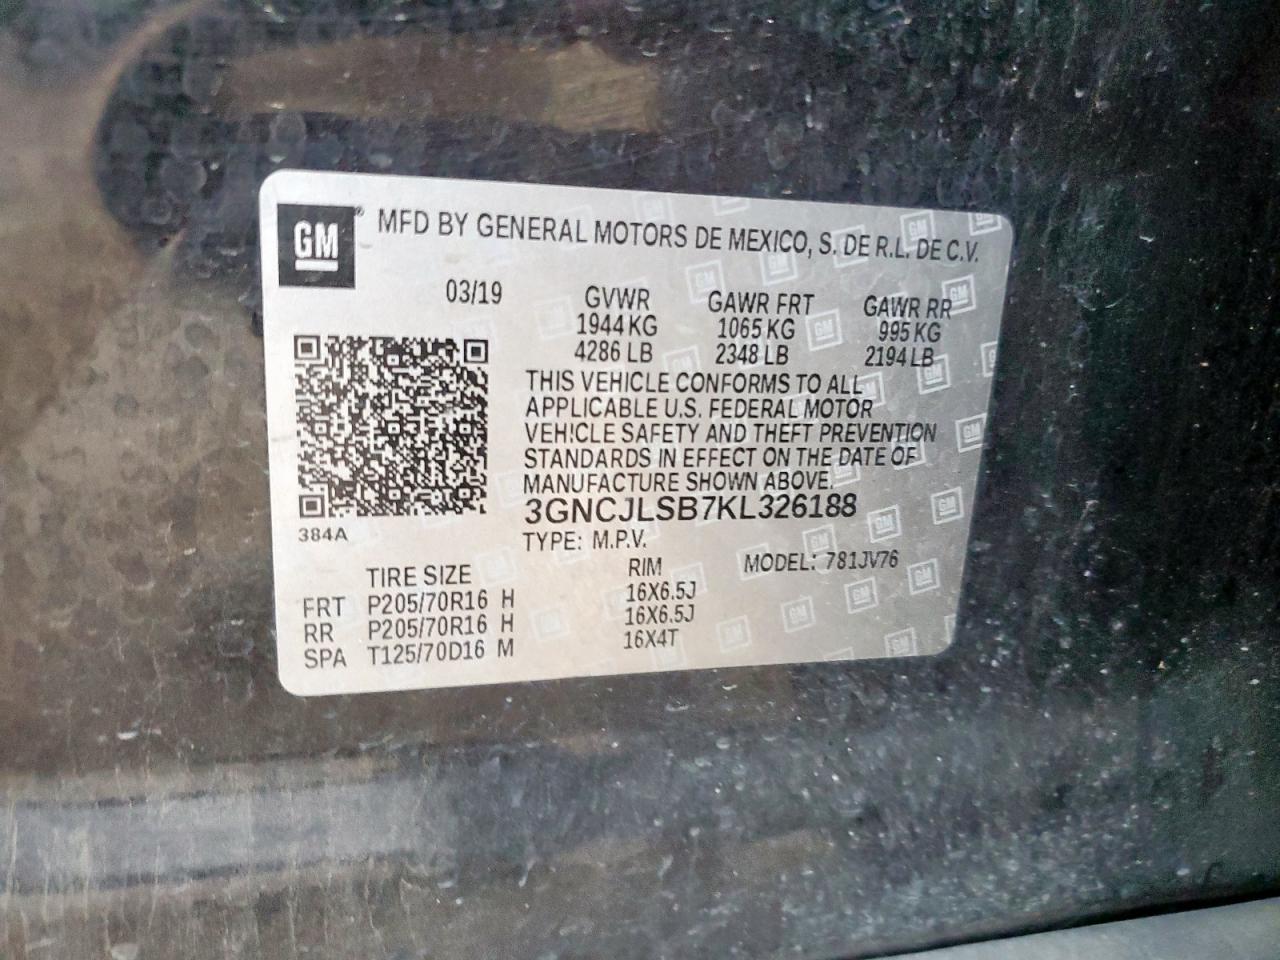 GM® MFD BY GENERAL MOTORS DE MEXICO, S. DE R.L. DE C.V.
03/19 GVWR GAWR FRT GAWR RR
1944 KG 1065 KG 995 KG
4286 LB 2348 LB 2194 LB
THIS VEHICLE CONFORMS TO ALL
APPLICABLE U.S. FEDERAL MOTOR
VEHICLE SAFETY AND THEFT PREVENTION
STANDARDS IN EFFECT ON THE DATE OF
MANUFACTURE SHOWN ABOVE.
3GNCJLSB7KL326188
384A
TYPE: M.P.V. MODEL: 781JV76
TIRE SIZE RIM
FRT P205/70R16 H 16X6.5J
RR P205/70R16 H 16X6.5J
SPA T125/70D16 M 16X4T